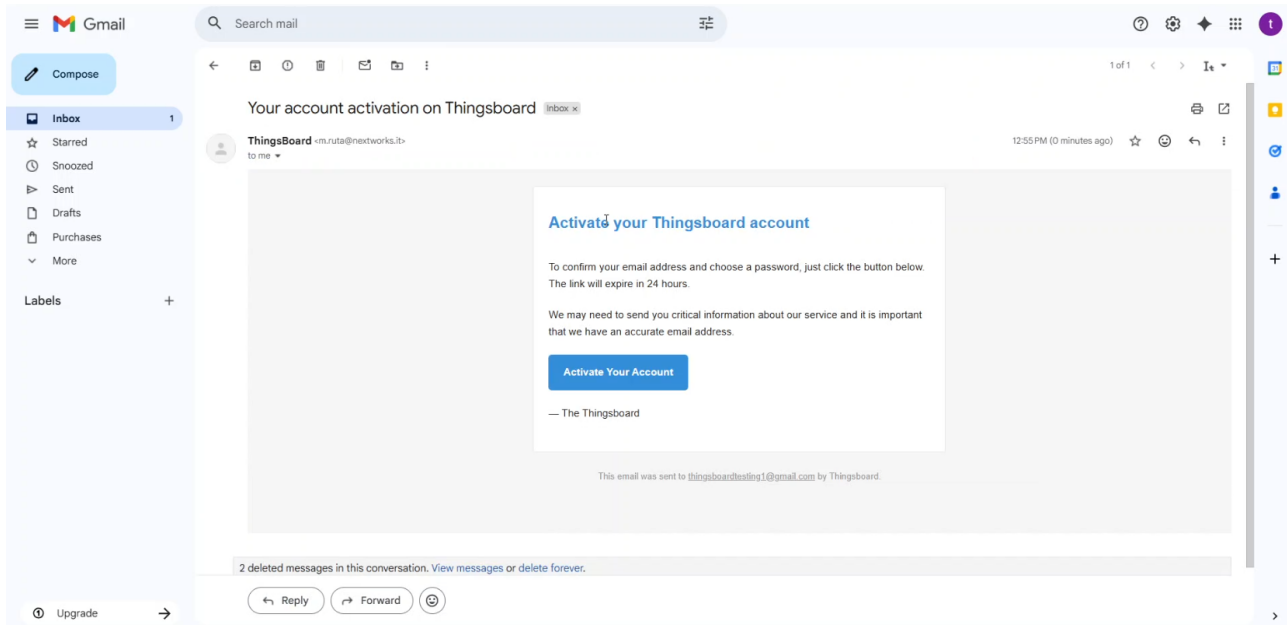 Gmail
Search mail
t
Compose
1 of 1
Inbox 1
Starred
Snoozed
Sent
Drafts
Purchases
More
Labels
Your account activation on Thingsboard Inbox x
ThingsBoard <m.ruta@nextworks.it> 12:55 PM (0 minutes ago)
to me
Activate your Thingsboard account
To confirm your email address and choose a password, just click the button below.
The link will expire in 24 hours.
We may need to send you critical information about our service and it is important
that we have an accurate email address.
Activate Your Account
— The Thingsboard
This email was sent to thingsboardtesting1@gmail.com by Thingsboard.
2 deleted messages in this conversation. View messages or delete forever.
Reply Forward
Upgrade